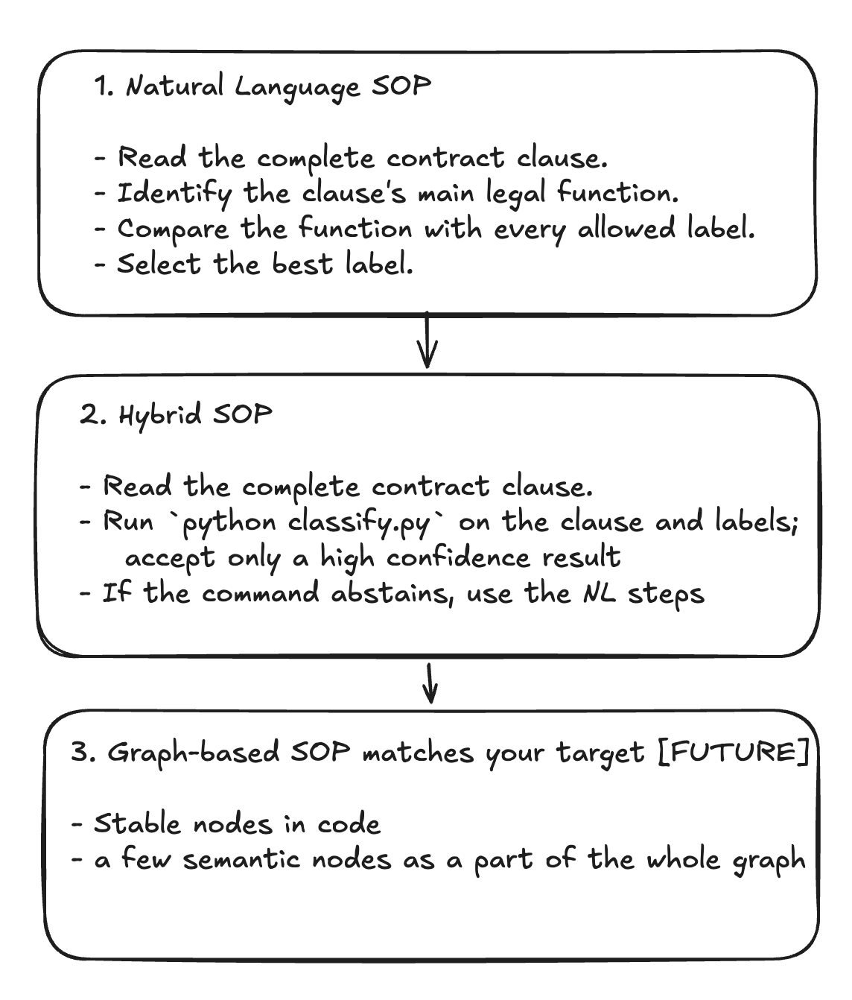 1. Natural Language SOP
- Read the complete contract clause.
- Identify the clause's main legal function.
- Compare the function with every allowed label.
- Select the best label.
2. Hybrid SOP
- Read the complete contract clause.
- Run `python classify.py` on the clause and labels;
accept only a high confidence result
- If the command abstains, use the NL steps
3. Graph-based SOP matches your target [FUTURE]
- Stable nodes in code
- a few semantic nodes as a part of the whole graph